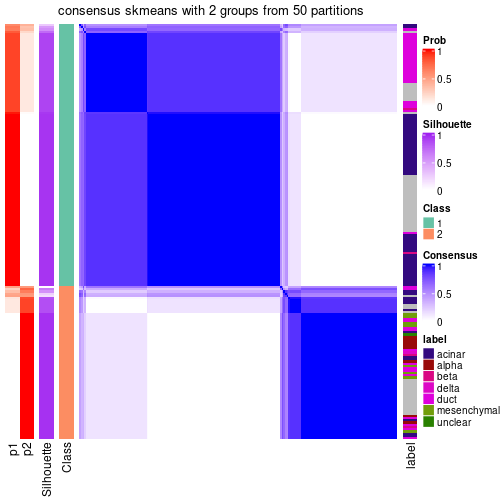 consensus skmeans with 2 groups from 50 partitions
Prob
1
0.5
0
Silhouette
1
0.5
0
Class
1
2
Consensus
1
0.5
0
label
acinar
alpha
beta
delta
duct
mesenchymal
unclear
p1
p2
Silhouette
Class
label